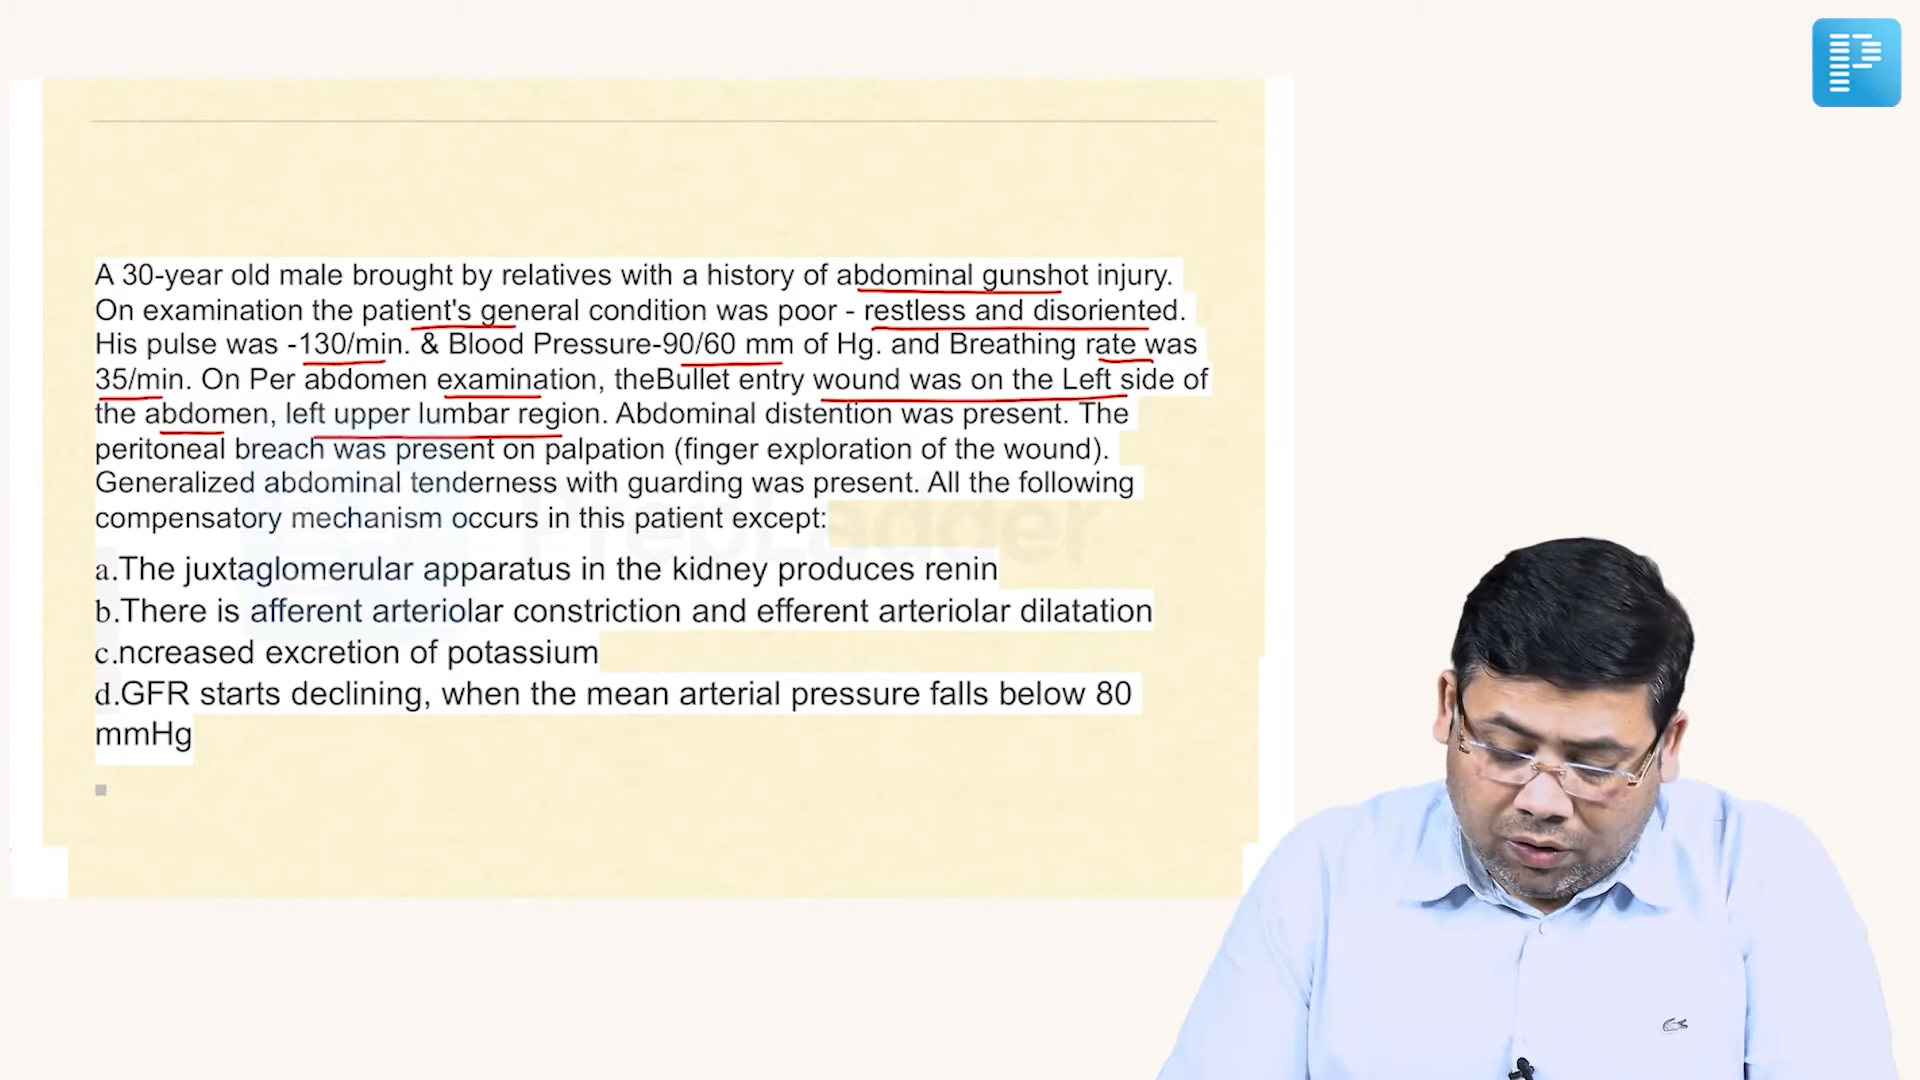 A 30-year old male brought by relatives with a history of abdominal gunshot injury.
On examination the patient's general condition was poor - restless and disoriented.
His pulse was -130/min. & Blood Pressure-90/60 mm of Hg. and Breathing rate was
35/min. On Per abdomen examination, theBullet entry wound was on the Left side of
the abdomen, left upper lumbar region. Abdominal distention was present. The
peritoneal breach was present on palpation (finger exploration of the wound).
Generalized abdominal tenderness with guarding was present. All the following
compensatory mechanism occurs in this patient except:
PrepLadder
a.The juxtaglomerular apparatus in the kidney produces renin
b.There is afferent arteriolar constriction and efferent arteriolar dilatation
c.ncreased excretion of potassium
d.GFR starts declining, when the mean arterial pressure falls below 80
mmHg